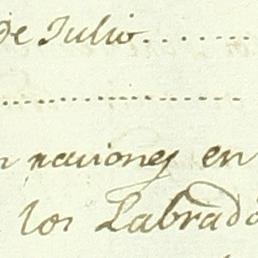 de Julio
raciones en
los Labrado